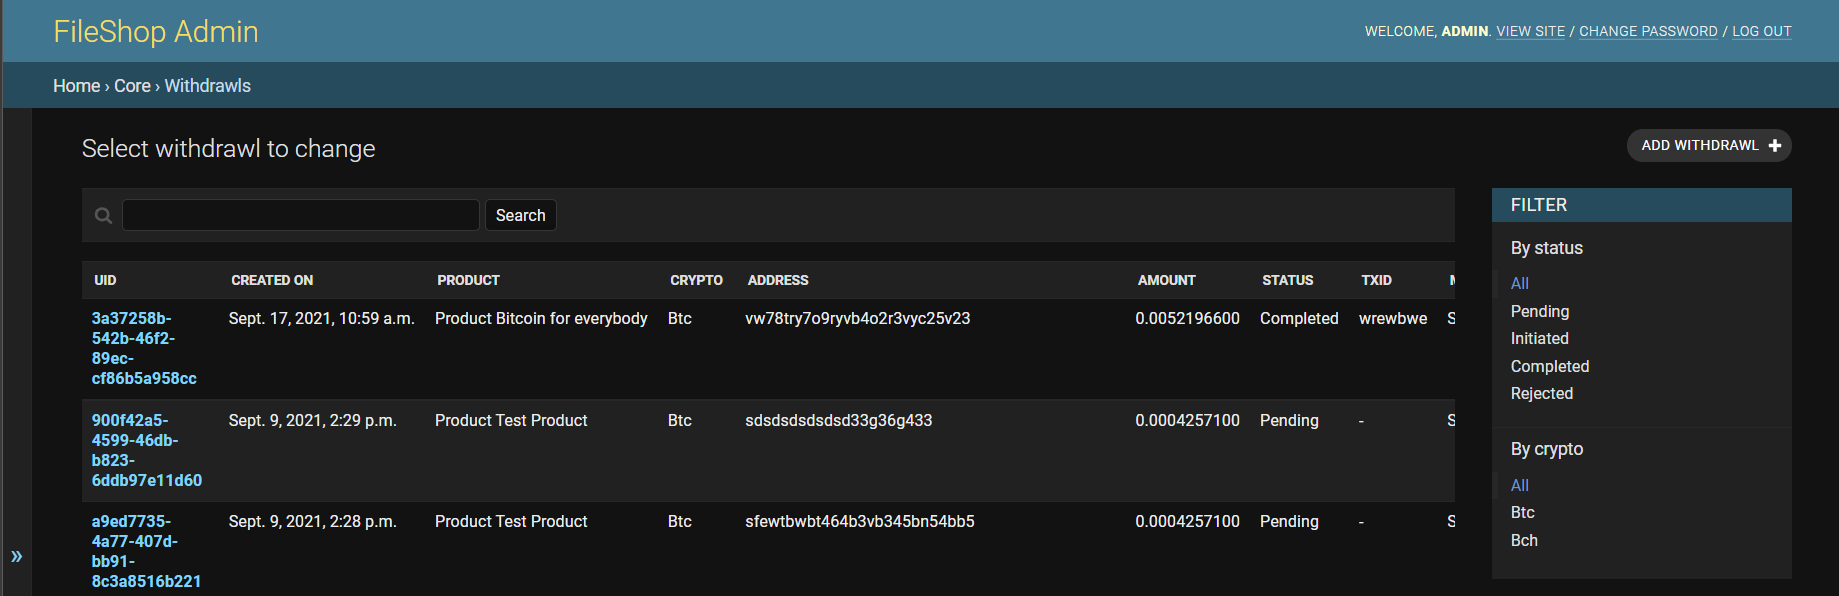 FileShop Admin
WELCOME, ADMIN. VIEW SITE / CHANGE PASSWORD / LOG OUT
Home › Core › Withdrawls
Select withdrawl to change
ADD WITHDRAWL +
Search
UID CREATED ON PRODUCT CRYPTO ADDRESS AMOUNT STATUS TXID
3a37258b-
542b-46f2-
89ec-
cf86b5a958cc
Sept. 17, 2021, 10:59 a.m. Product Bitcoin for everybody Btc vw78try7o9ryvb4o2r3vyc25v23 0.0052196600 Completed wrewbwe S
900f42a5-
4599-46db-
b823-
6ddb97e11d60
Sept. 9, 2021, 2:29 p.m. Product Test Product Btc sdsdsdsdsdsd33g36g433 0.0004257100 Pending - S
a9ed7735-
4a77-407d-
bb91-
8c3a8516b221
Sept. 9, 2021, 2:28 p.m. Product Test Product Btc sfewtbwbt464b3vb345bn54bb5 0.0004257100 Pending - S
»
FILTER
By status
All
Pending
Initiated
Completed
Rejected
By crypto
All
Btc
Bch